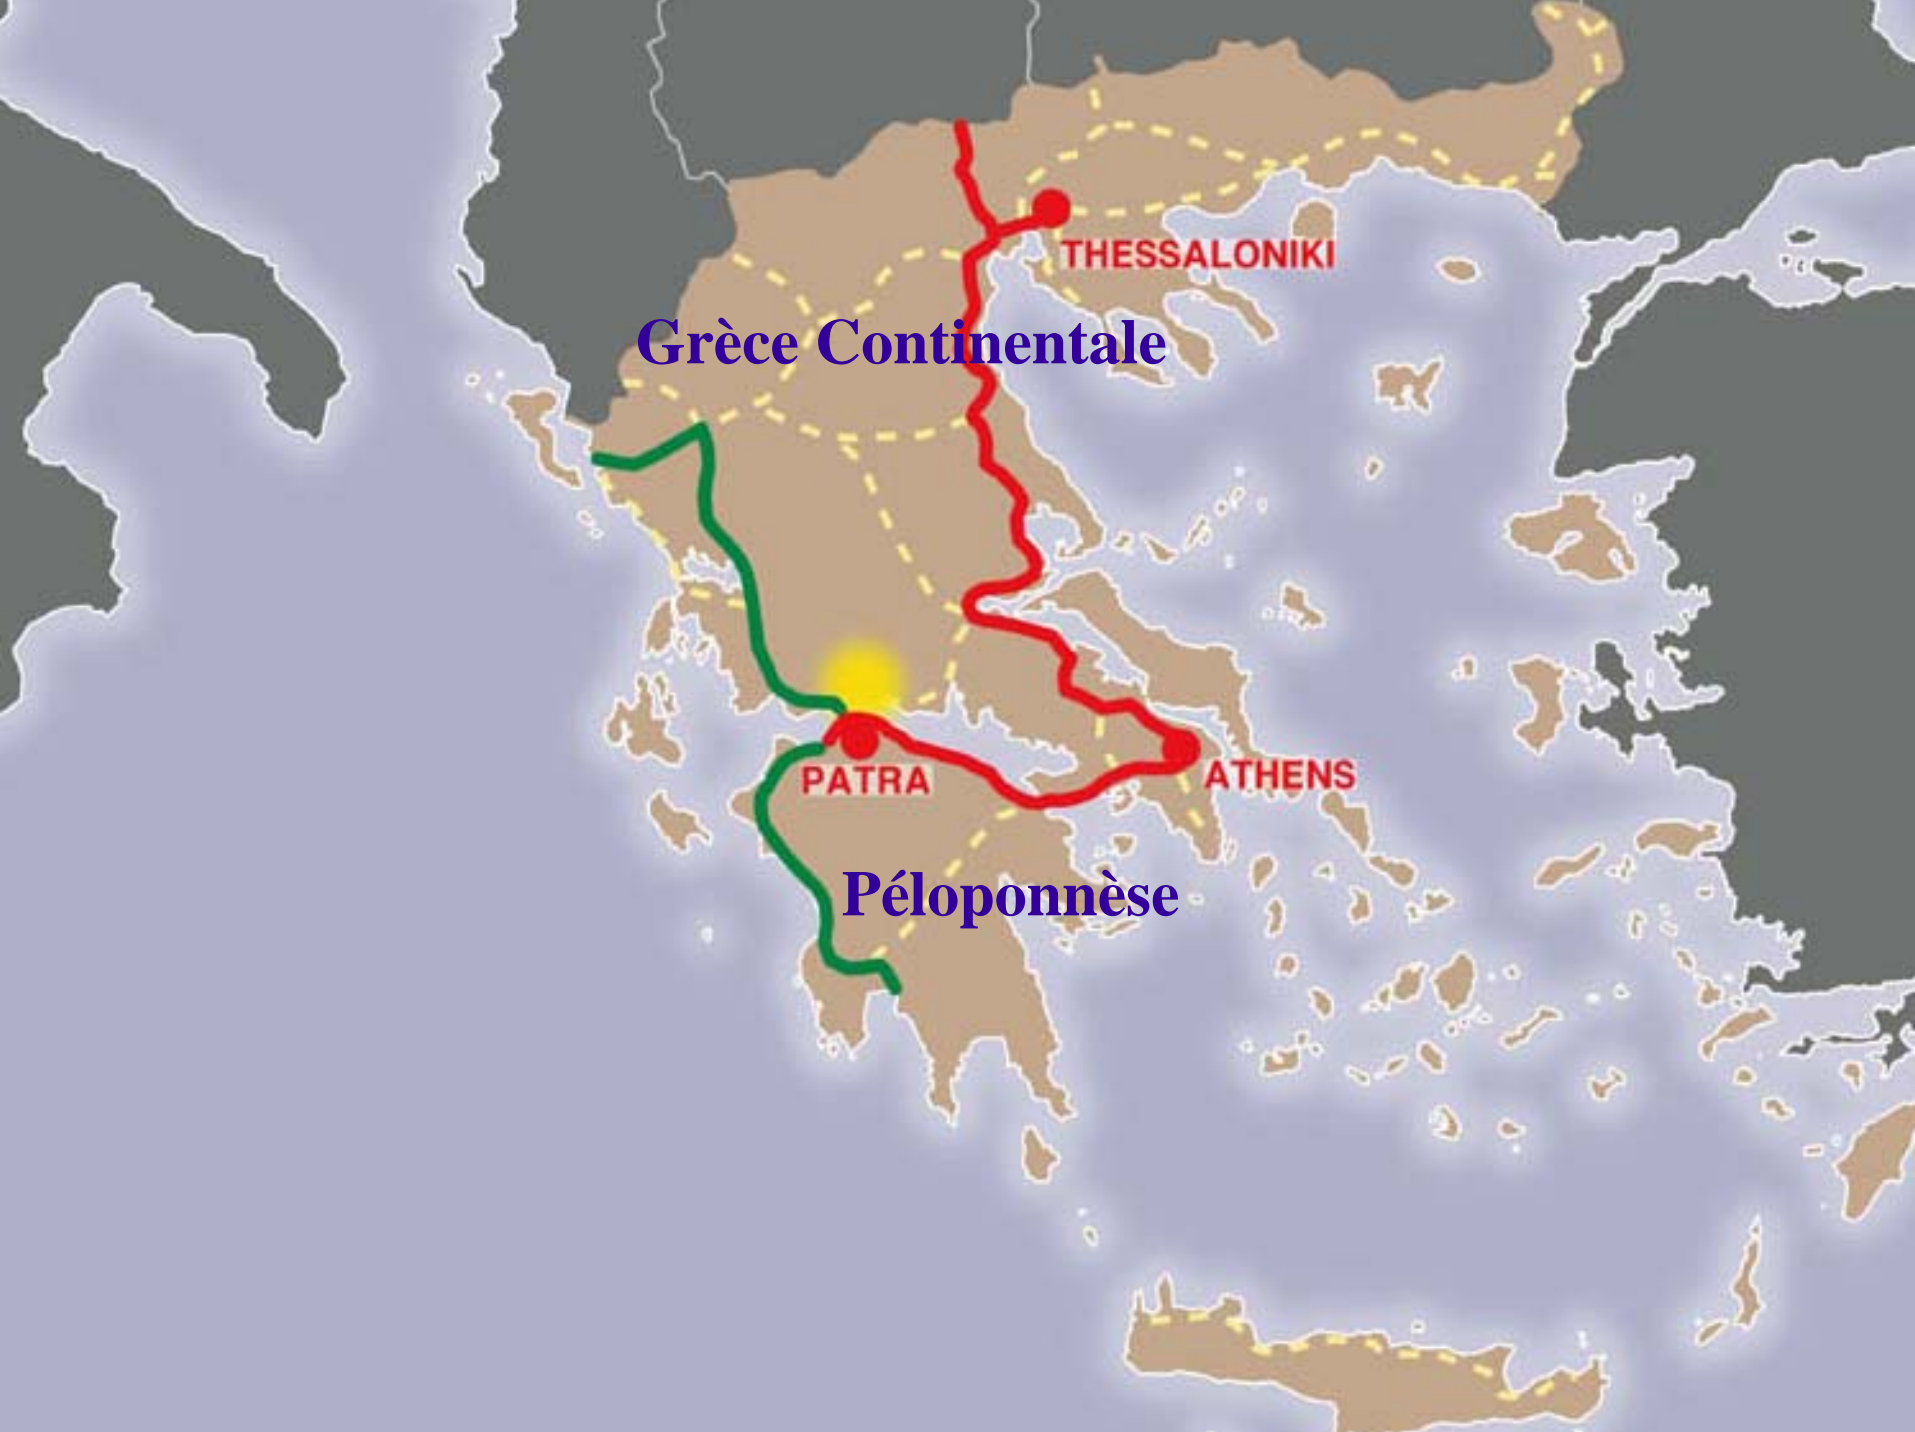 THESSALONIKI
Grèce Continentale
PATRA
ATHENS
Péloponnèse